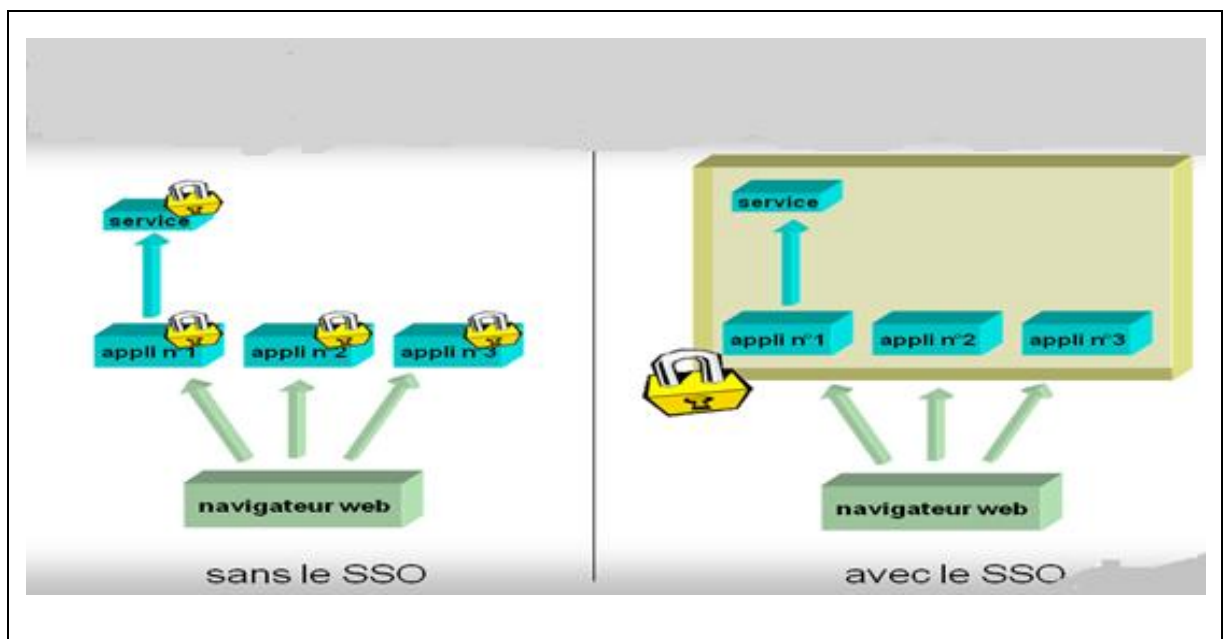 service
appli n°1
appli n°2
appli n°3
navigateur web
sans le SSO
service
appli n°1
appli n°2
appli n°3
navigateur web
avec le SSO